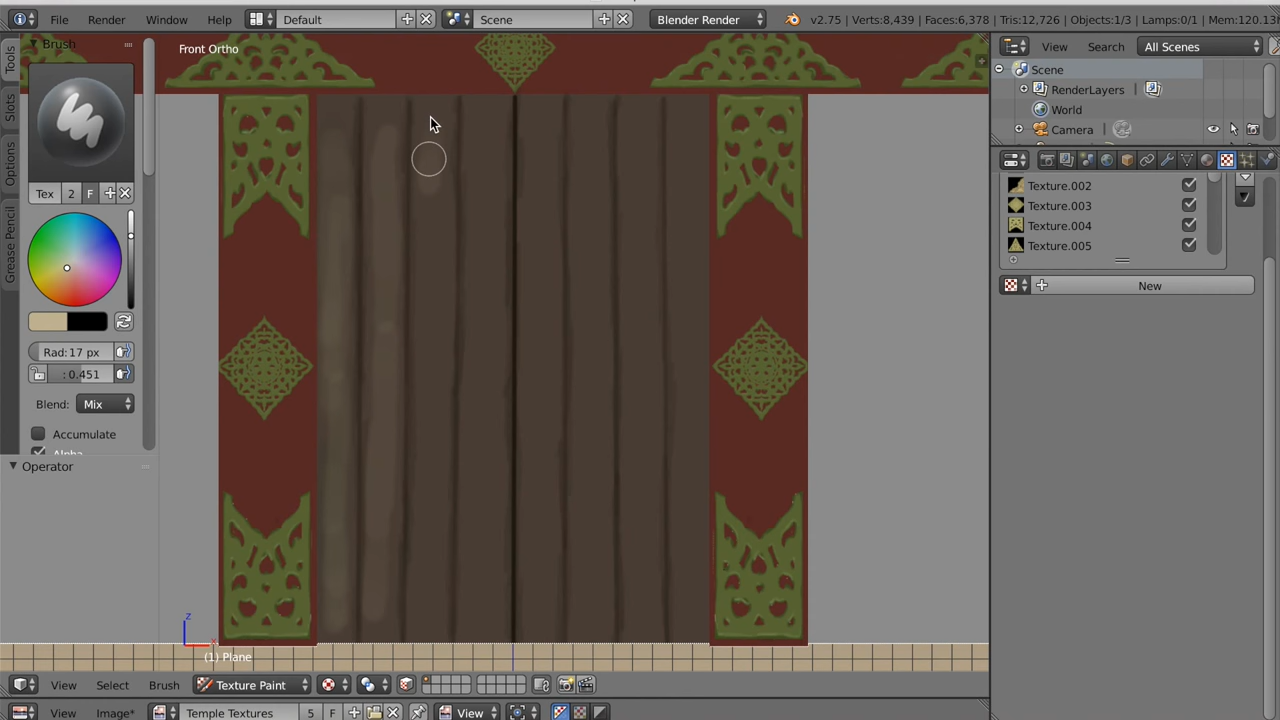 File Render Window Help Default Scene Blender Render v2.75 | Verts:8,439 | Faces:6,378 | Tris:12,726 | Objects:1/3 | Lamps:0/1 | Mem:120.13
Brush
Front Ortho
View Search All Scenes
Scene
RenderLayers
World
Camera
Tools
Slots
Options
Grease Pencil
Tex 2 F
Texture.002
Texture.003
Texture.004
Texture.005
New
Rad: 17 px
: 0.451
Blend: Mix
Accumulate
Alpha
Operator
z
x
(1) Plane
View Select Brush Texture Paint
View Image* Temple Textures 5 F View